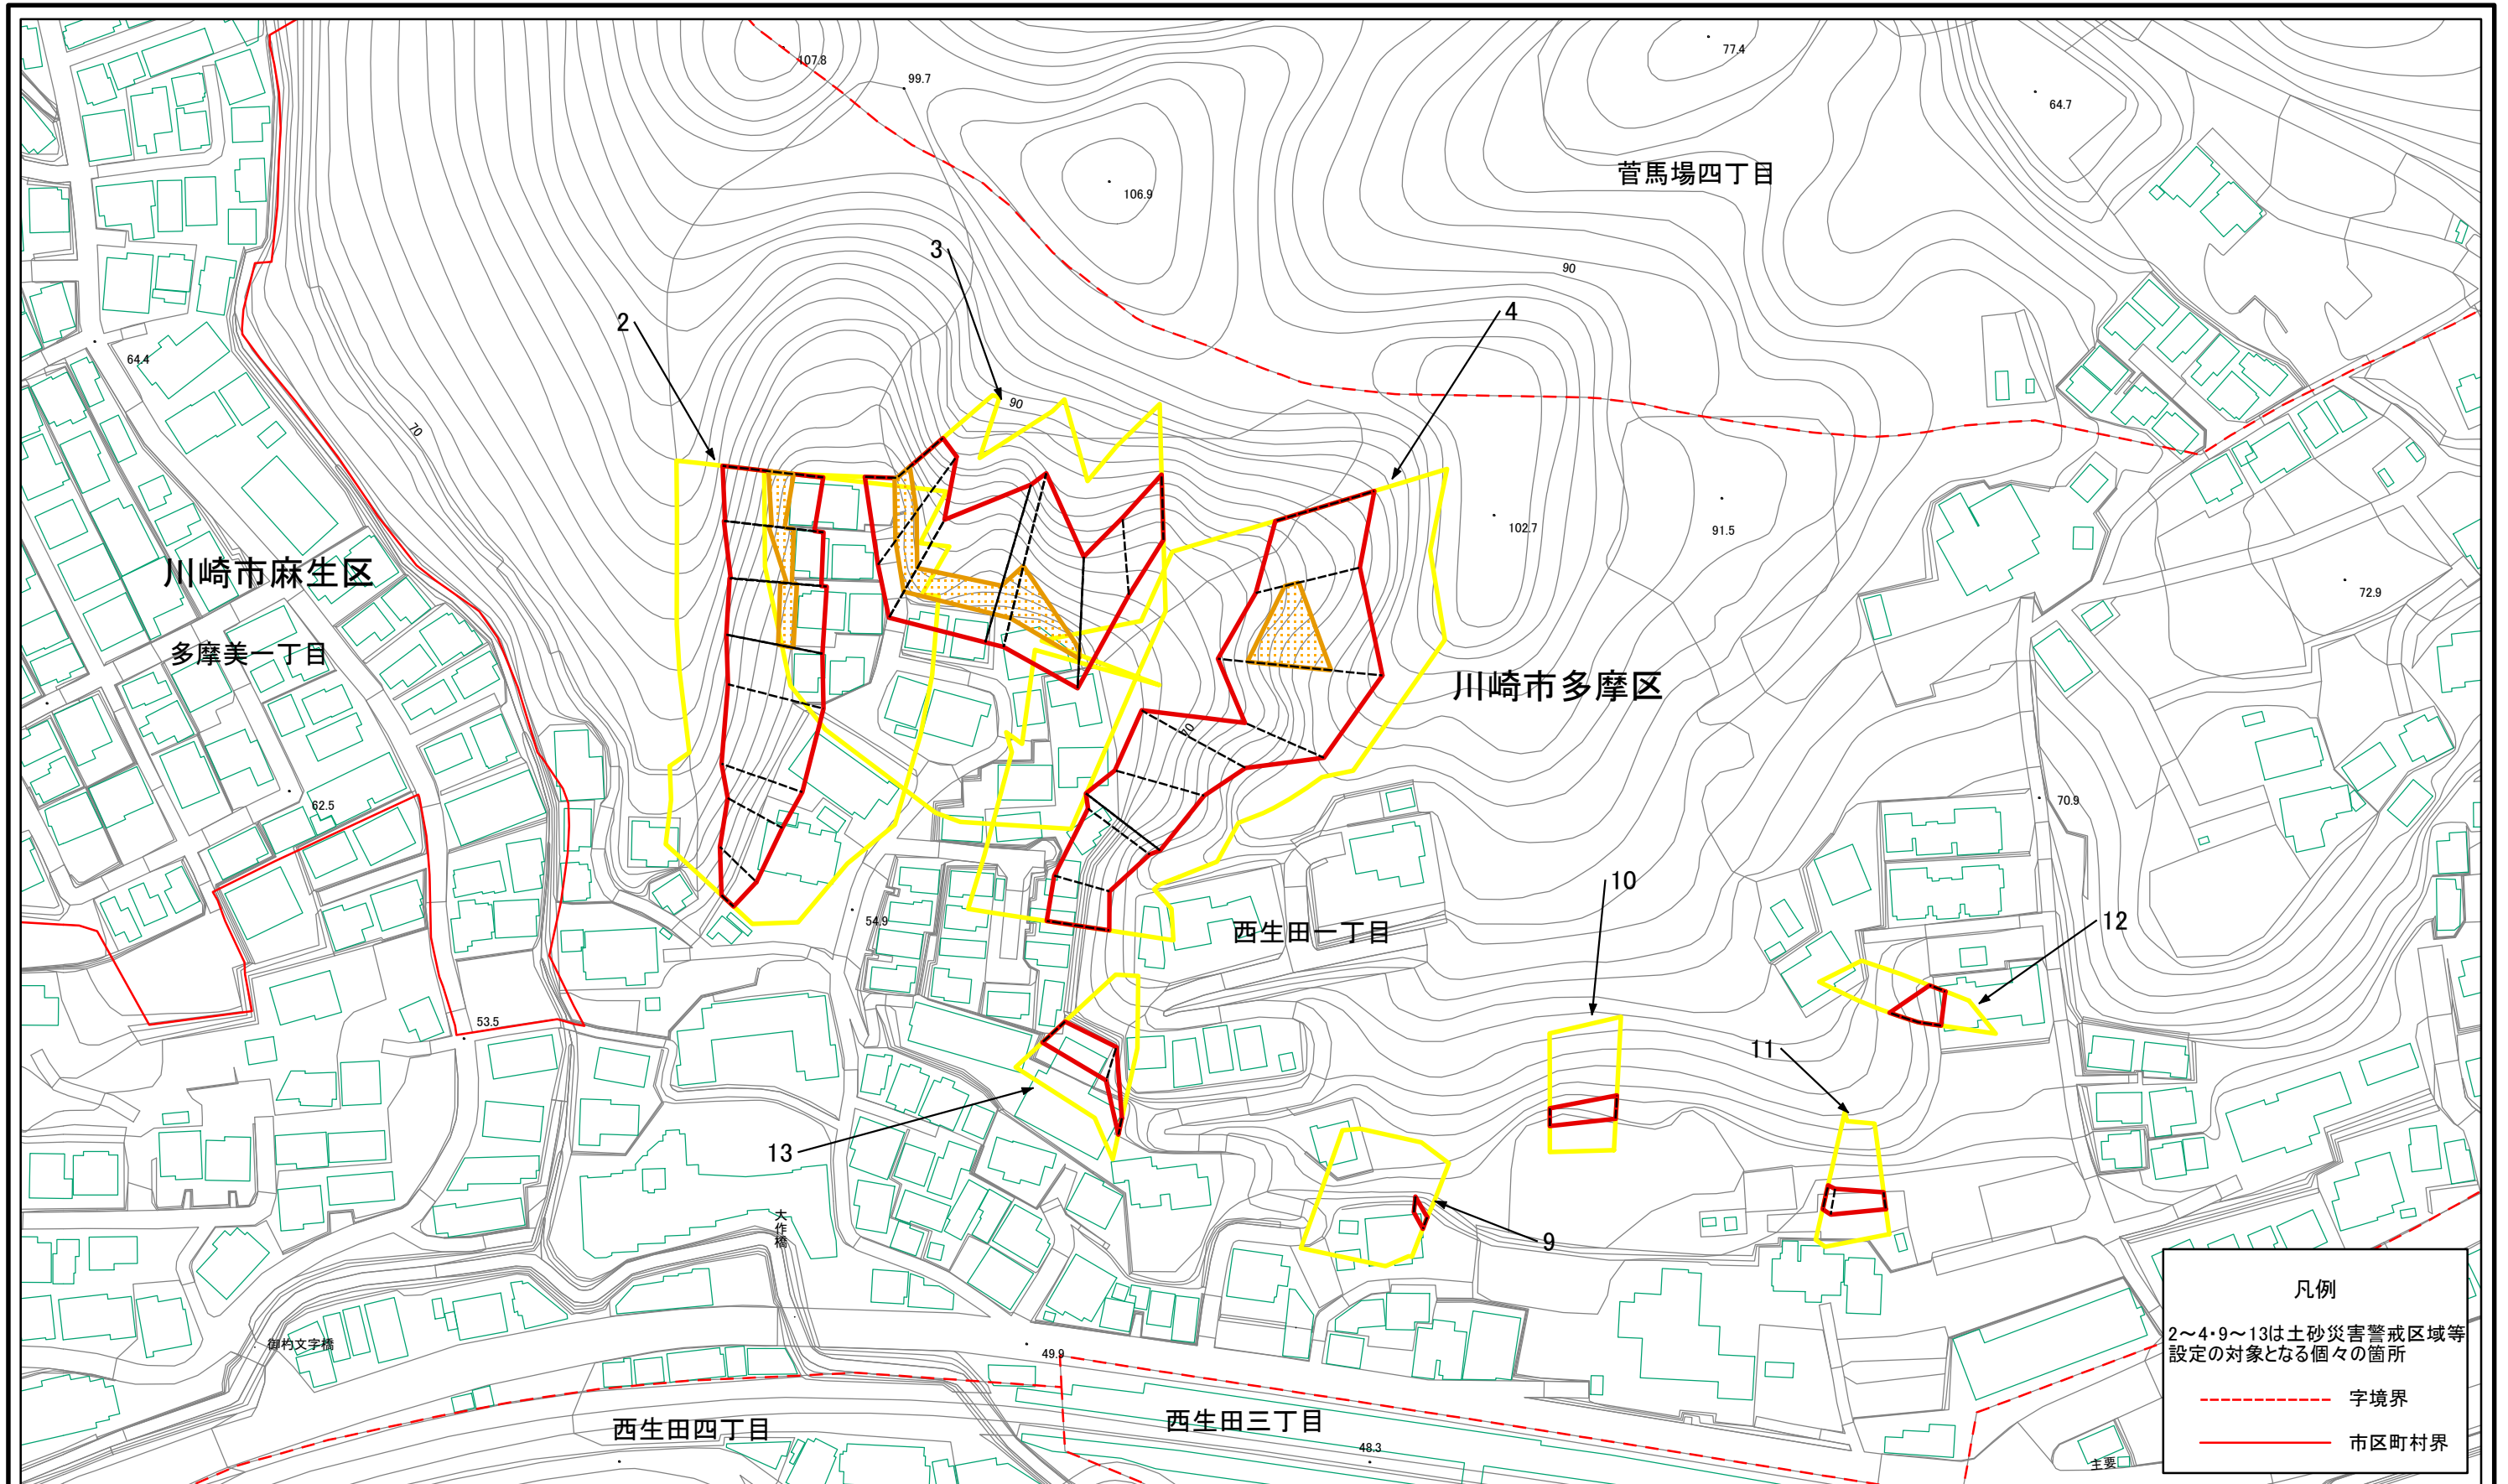 107.8
99.7
77.4
64.7
106.9
菅馬場四丁目
3
90
2
4
64.4
90
70
102.7
91.5
川崎市麻生区
72.9
多摩美一丁目
川崎市多摩区
70
62.5
70.9
10
54.9
西生田一丁目
12
53.5
11
13
大作橋
9
凡例
2～4・9～13は土砂災害警戒区域等
設定の対象となる個々の箇所
字境界
市区町村界
御杓文字橋
49.9
西生田四丁目
西生田三丁目
48.3
主要